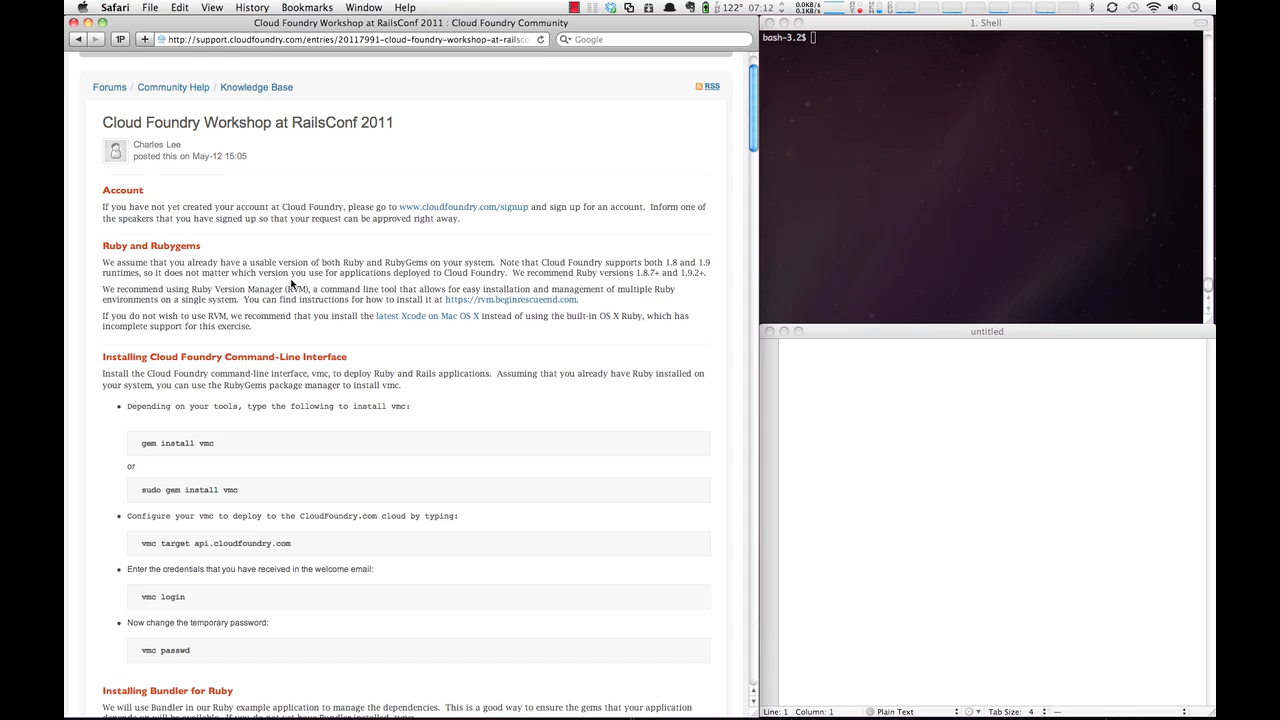 Safari File Edit View History Bookmarks Window Help
122° 0.0KB/s 0.1KB/s 07:12
Cloud Foundry Workshop at RailsConf 2011 : Cloud Foundry Community
1P + http://support.cloudfoundry.com/entries/20117991-cloud-foundry-workshop-at-railsco Google
Forums / Community Help / Knowledge Base
RSS
Cloud Foundry Workshop at RailsConf 2011
Charles Lee
posted this on May-12 15:05
Account
If you have not yet created your account at Cloud Foundry, please go to www.cloudfoundry.com/signup and sign up for an account. Inform one of
the speakers that you have signed up so that your request can be approved right away.
Ruby and Rubygems
We assume that you already have a usable version of both Ruby and RubyGems on your system. Note that Cloud Foundry supports both 1.8 and 1.9
runtimes, so it does not matter which version you use for applications deployed to Cloud Foundry. We recommend Ruby versions 1.8.7+ and 1.9.2+.
We recommend using Ruby Version Manager (RVM), a command line tool that allows for easy installation and management of multiple Ruby
environments on a single system. You can find instructions for how to install it at https://rvm.beginrescueend.com.
If you do not wish to use RVM, we recommend that you install the latest Xcode on Mac OS X instead of using the built-in OS X Ruby, which has
incomplete support for this exercise.
Installing Cloud Foundry Command-Line Interface
Install the Cloud Foundry command-line interface, vmc, to deploy Ruby and Rails applications. Assuming that you already have Ruby installed on
your system, you can use the RubyGems package manager to install vmc.
• Depending on your tools, type the following to install vmc:
gem install vmc
or
sudo gem install vmc
• Configure your vmc to deploy to the CloudFoundry.com cloud by typing:
vmc target api.cloudfoundry.com
• Enter the credentials that you have received in the welcome email:
vmc login
• Now change the temporary password:
vmc passwd
Installing Bundler for Ruby
We will use Bundler in our Ruby example application to manage the dependencies. This is a good way to ensure the gems that your application
1. Shell
bash-3.2$
untitled
Line: 1 Column: 1 Plain Text Tab Size: 4 —